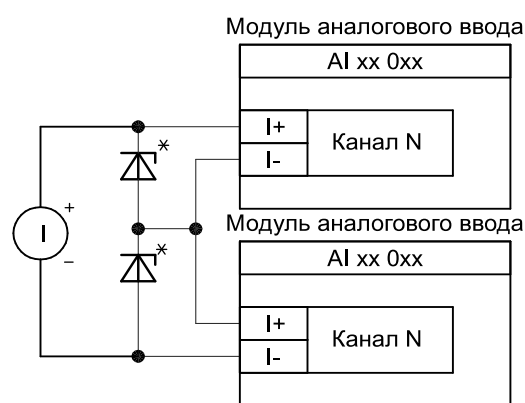 Модуль аналогового ввода
AI xx 0xx
I+
I-
Канал N
*
+
I
–
*
Модуль аналогового ввода
AI xx 0xx
I+
I-
Канал N